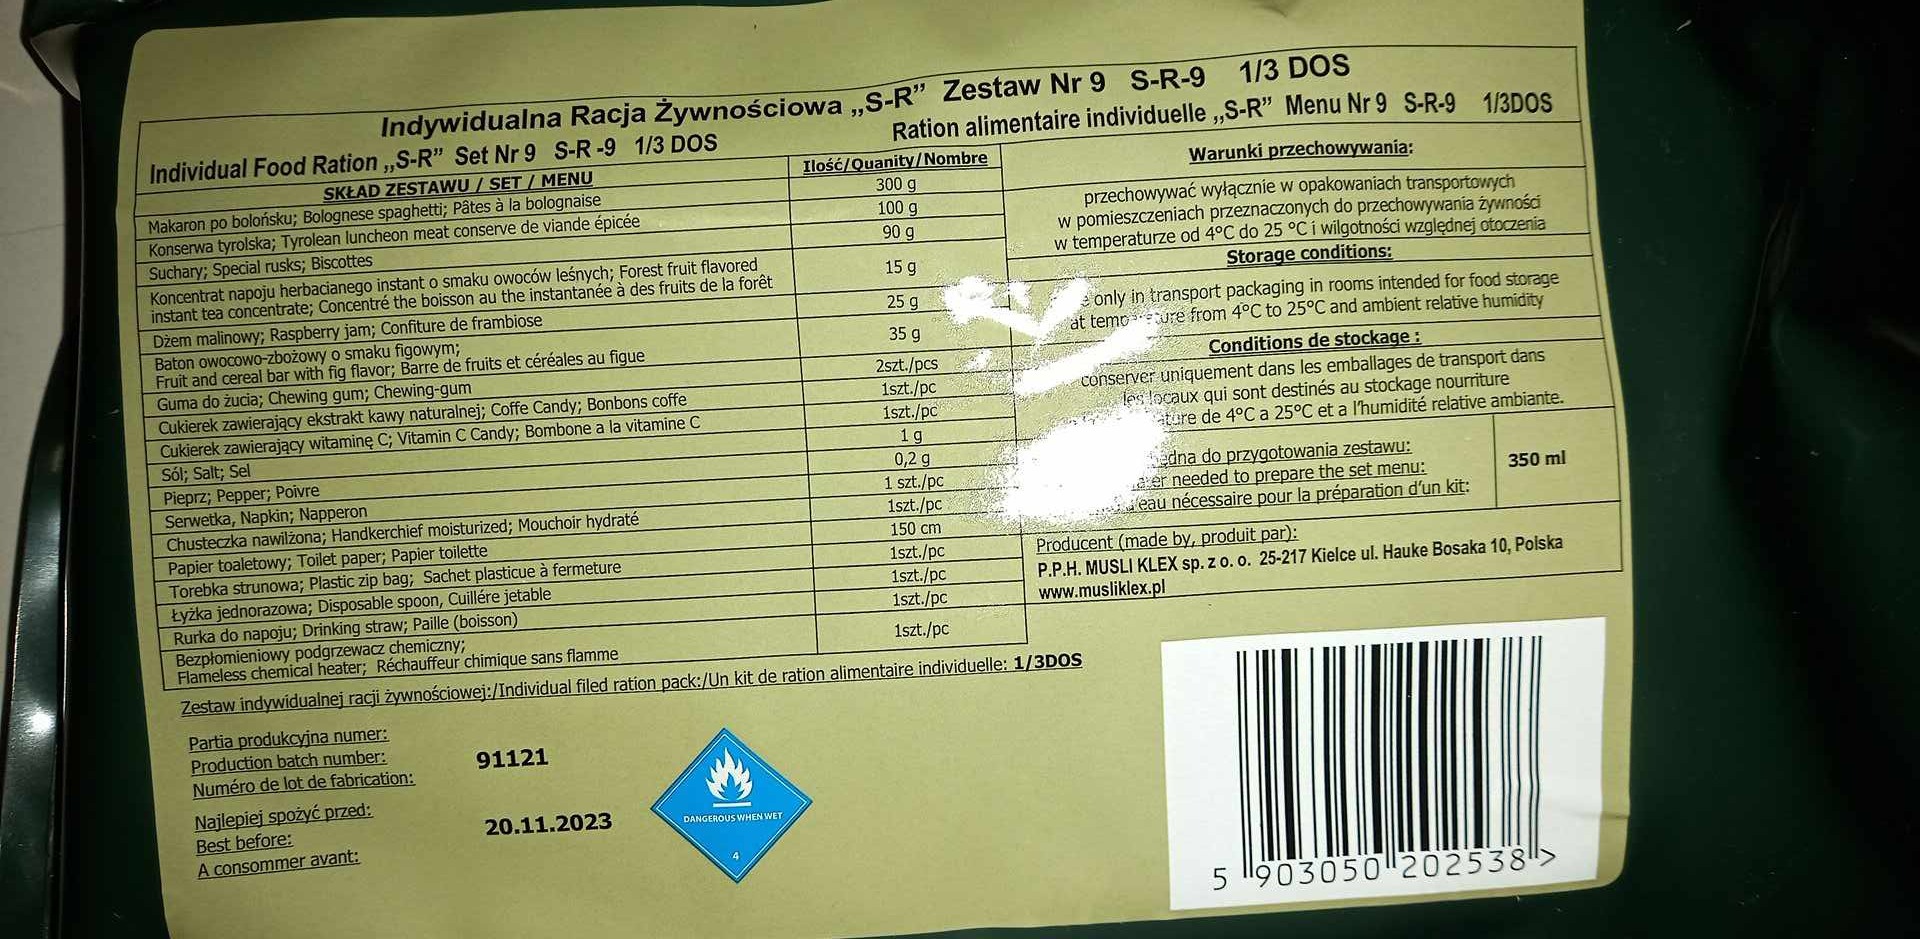 Indywidualna Racja Żywnościowa „S-R” Zestaw Nr 9 S-R-9 1/3 DOS
Individual Food Ration „S-R” Set Nr 9 S-R -9 1/3 DOS
Ration alimentaire individuelle „S-R” Menu Nr 9 S-R-9 1/3DOS
SKŁAD ZESTAWU / SET / MENU Ilość/Quanity/Nombre
Makaron po bolońsku; Bolognese spaghetti; Pâtes à la bolognaise 300 g
Konserwa tyrolska; Tyrolean luncheon meat conserve de viande épicée 100 g
Suchary; Special rusks; Biscottes 90 g
Koncentrat napoju herbacianego instant o smaku owoców leśnych; Forest fruit flavored
instant tea concentrate; Concentré the boisson au the instantanée à des fruits de la forêt 15 g
Dżem malinowy; Raspberry jam; Confiture de frambiose 25 g
Baton owocowo-zbożowy o smaku figowym;
Fruit and cereal bar with fig flavor; Barre de fruits et céréales au figue 35 g
Guma do żucia; Chewing gum; Chewing-gum 2szt./pcs
Cukierek zawierający ekstrakt kawy naturalnej; Coffe Candy; Bonbons coffe 1szt./pc
Cukierek zawierający witaminę C; Vitamin C Candy; Bombone a la vitamine C 1szt./pc
Sól; Salt; Sel 1 g
Pieprz; Pepper; Poivre 0,2 g
Serwetka, Napkin; Napperon 1 szt./pc
Chusteczka nawilżona; Handkerchief moisturized; Mouchoir hydraté 1szt./pc
Papier toaletowy; Toilet paper; Papier toilette 150 cm
Torebka strunowa; Plastic zip bag; Sachet plasticue à fermeture 1szt./pc
Łyżka jednorazowa; Disposable spoon, Cuillére jetable 1szt./pc
Rurka do napoju; Drinking straw; Paille (boisson) 1szt./pc
Bezpłomieniowy podgrzewacz chemiczny;
Flameless chemical heater; Réchauffeur chimique sans flamme 1szt./pc
Zestaw indywidualnej racji żywnościowej:/Individual filed ration pack:/Un kit de ration alimentaire individuelle: 1/3DOS
Warunki przechowywania:
przechowywać wyłącznie w opakowaniach transportowych
w pomieszczeniach przeznaczonych do przechowywania żywności
w temperaturze od 4°C do 25 °C i wilgotności względnej otoczenia
Storage conditions:
only in transport packaging in rooms intended for food storage
at from 4°C to 25°C and ambient relative humidity
Conditions de stockage :
conserver uniquement dans les emballages de transport dans
les locaux qui sont destinés au stockage nourriture
de 4°C a 25°C et a l’humidité relative ambiante.
do przygotowania zestawu:
needed to prepare the set menu:
eau nécessaire pour la préparation d’un kit:
350 ml
Producent (made by, produit par):
P.P.H. MUSLI KLEX sp. z o. o. 25-217 Kielce ul. Hauke Bosaka 10, Polska
www.musliklex.pl
Partia produkcyjna numer:
Production batch number:
Numéro de lot de fabrication:
91121
Najlepiej spożyć przed:
Best before:
A consommer avant:
20.11.2023
DANGEROUS WHEN WET
4
5 903050 202538 >